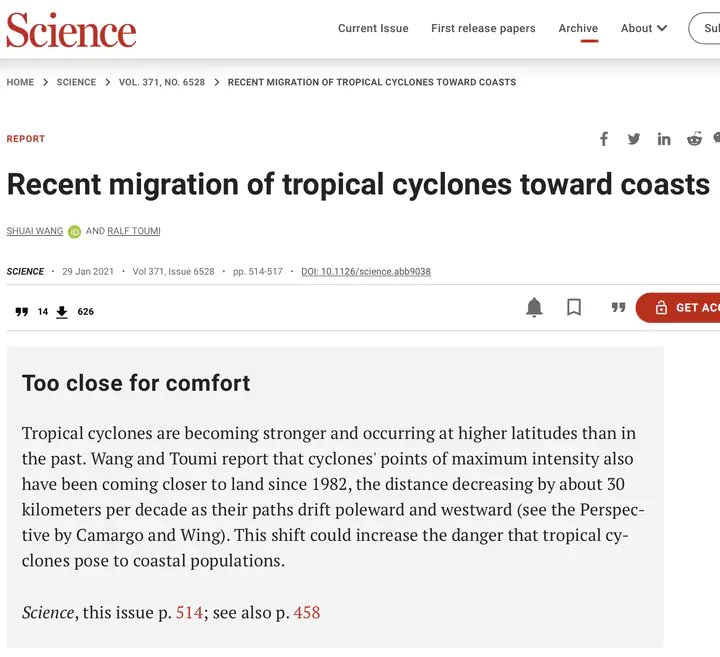 Science
Current Issue First release papers Archive About
HOME > SCIENCE > VOL. 371, NO. 6528 > RECENT MIGRATION OF TROPICAL CYCLONES TOWARD COASTS
REPORT
Recent migration of tropical cyclones toward coasts
SHUAI WANG iD AND RALF TOUMI
SCIENCE · 29 Jan 2021 · Vol 371, Issue 6528 · pp. 514-517 · DOI: 10.1126/science.abb9038
14 626
GET
Too close for comfort
Tropical cyclones are becoming stronger and occurring at higher latitudes than in
the past. Wang and Toumi report that cyclones' points of maximum intensity also
have been coming closer to land since 1982, the distance decreasing by about 30
kilometers per decade as their paths drift poleward and westward (see the Perspec-
tive by Camargo and Wing). This shift could increase the danger that tropical cy-
clones pose to coastal populations.
Science, this issue p. 514; see also p. 458